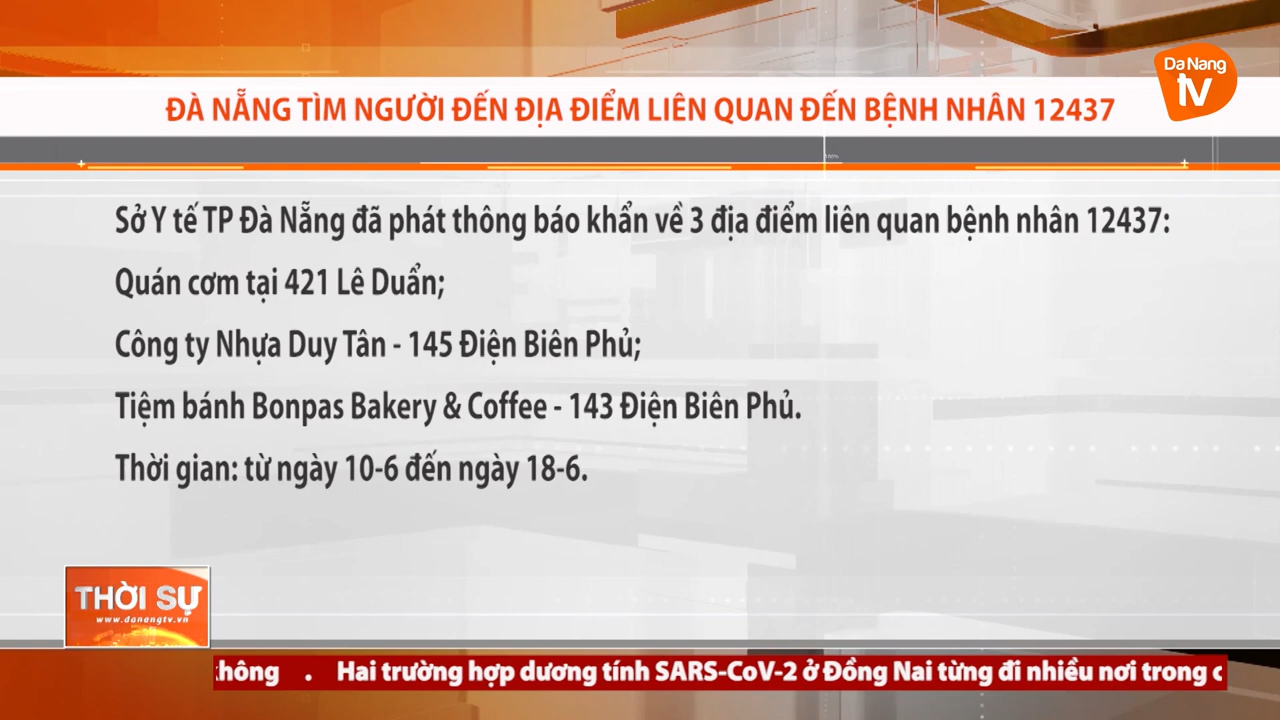 Da Nang
tv
ĐÀ NẴNG TÌM NGƯỜI ĐẾN ĐỊA ĐIỂM LIÊN QUAN ĐẾN BỆNH NHÂN 12437
100%
Sở Y tế TP Đà Nẵng đã phát thông báo khẩn về 3 địa điểm liên quan bệnh nhân 12437:
Quán cơm tại 421 Lê Duẩn;
Công ty Nhựa Duy Tân - 145 Điện Biên Phủ;
Tiệm bánh Bonpas Bakery & Coffee - 143 Điện Biên Phủ.
Thời gian: từ ngày 10-6 đến ngày 18-6.
THỜI SỰ
www.danangtv.vn
không . Hai trường hợp dương tính SARS-CoV-2 ở Đồng Nai từng đi nhiều nơi trong